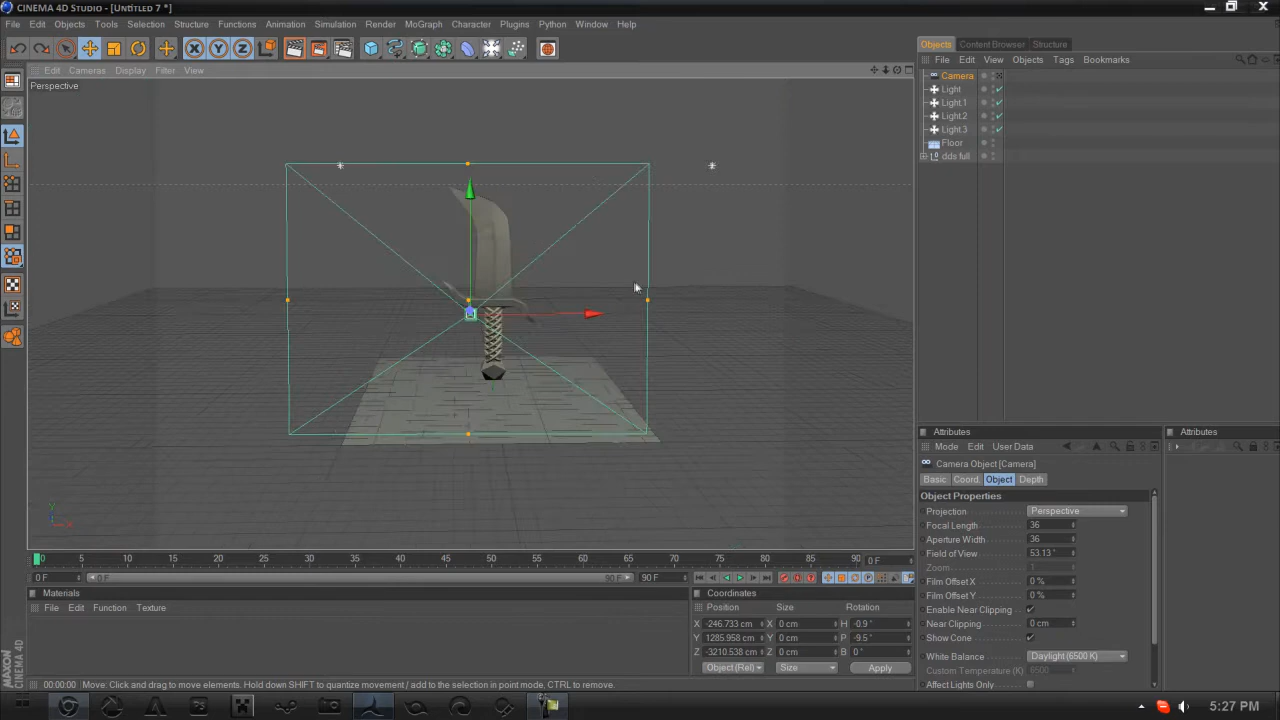 CINEMA 4D Studio - [Untitled 7 *]
File Edit Objects Tools Selection Structure Functions Animation Simulation Render MoGraph Character Plugins Python Window Help
X Y Z
Edit Cameras Display Filter View
Perspective
Objects Content Browser Structure
File Edit View Objects Tags Bookmarks
Camera
Light
Light.1
Light.2
Light.3
Floor
dds full
Attributes
Mode Edit User Data
Camera Object [Camera]
Basic Coord. Object Depth
Object Properties
Projection Perspective
Focal Length 36
Aperture Width 36
Field of View 53.13 °
Zoom 1
Film Offset X 0 %
Film Offset Y 0 %
Enable Near Clipping
Near Clipping 0 cm
Show Cone
White Balance Daylight (6500 K)
Custom Temperature (K) 6500
Affect Lights Only
Attributes
0 5 10 15 20 25 30 35 40 45 50 55 60 65 70 75 80 85 90 0 F
0 F 0 F 90 F 90 F
Materials
File Edit Function Texture
Coordinates
Position Size Rotation
X -246.733 cm X 0 cm H -0.9 °
Y 1285.958 cm Y 0 cm P -9.5 °
Z -3210.538 cm Z 0 cm B 0 °
Object (Rel) Size Apply
MAXON CINEMA 4D
00:00:00 Move: Click and drag to move elements. Hold down SHIFT to quantize movement / add to the selection in point mode, CTRL to remove.
5:27 PM